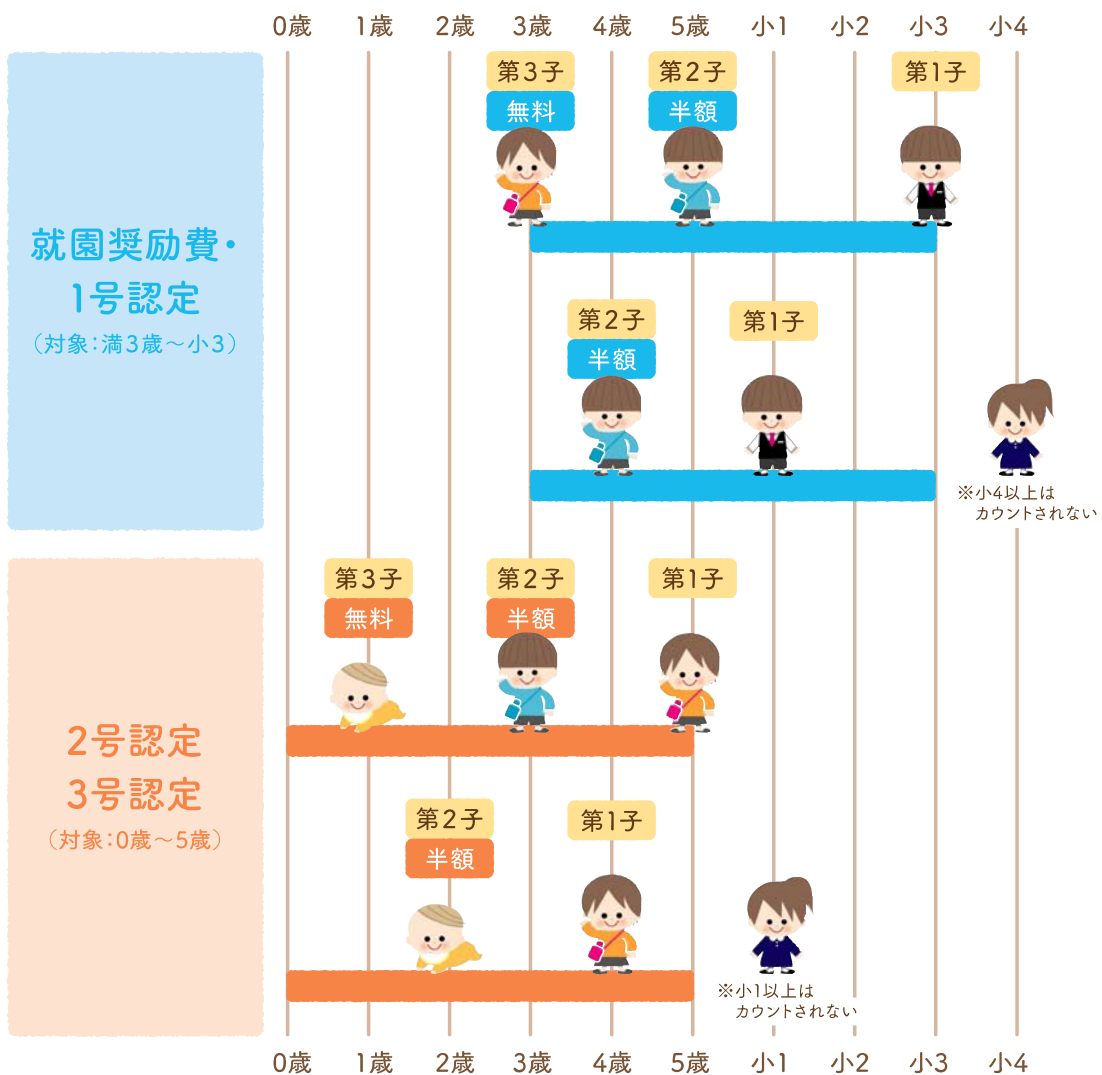 0歳 1歳 2歳 3歳 4歳 5歳 小1 小2 小3 小4
就園奨励費・
1号認定
（対象：満3歳〜小3）
第3子 第2子 第1子
無料 半額
第2子 第1子
半額
※小4以上は
カウントされない
2号認定
3号認定
（対象：0歳〜5歳）
第3子 第2子 第1子
無料 半額
第2子 第1子
半額
※小1以上は
カウントされない
0歳 1歳 2歳 3歳 4歳 5歳 小1 小2 小3 小4